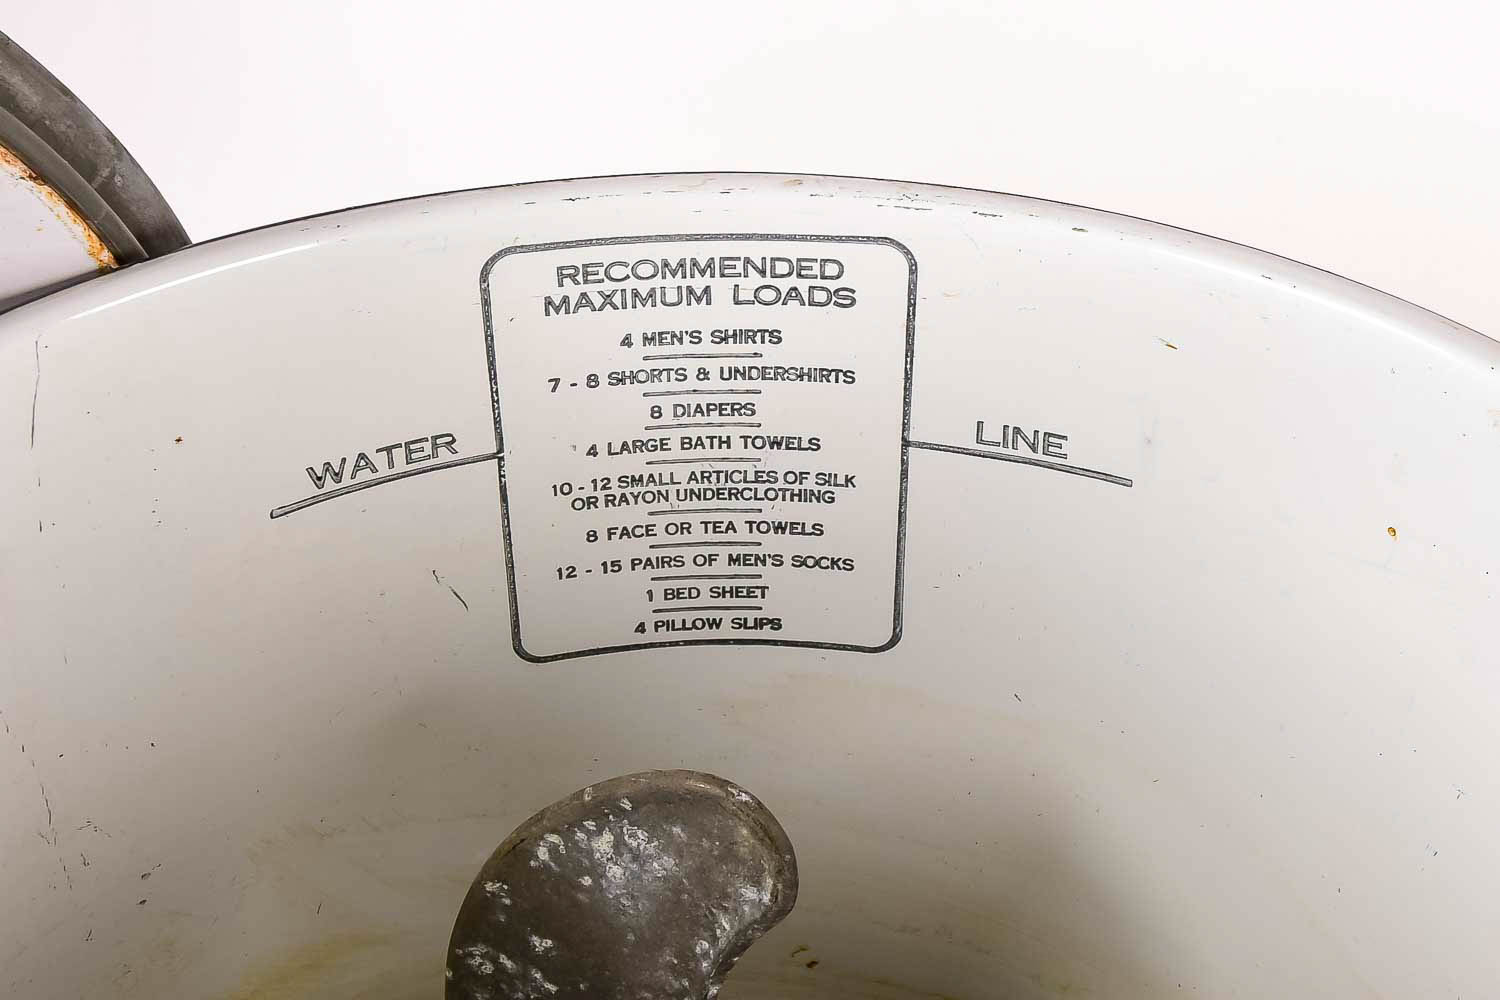 RECOMMENDED
MAXIMUM LOADS
4 MEN'S SHIRTS
7 - 8 SHORTS & UNDERSHIRTS
8 DIAPERS
4 LARGE BATH TOWELS
10 - 12 SMALL ARTICLES OF SILK
OR RAYON UNDERCLOTHING
8 FACE OR TEA TOWELS
12 - 15 PAIRS OF MEN'S SOCKS
1 BED SHEET
4 PILLOW SLIPS
WATER LINE